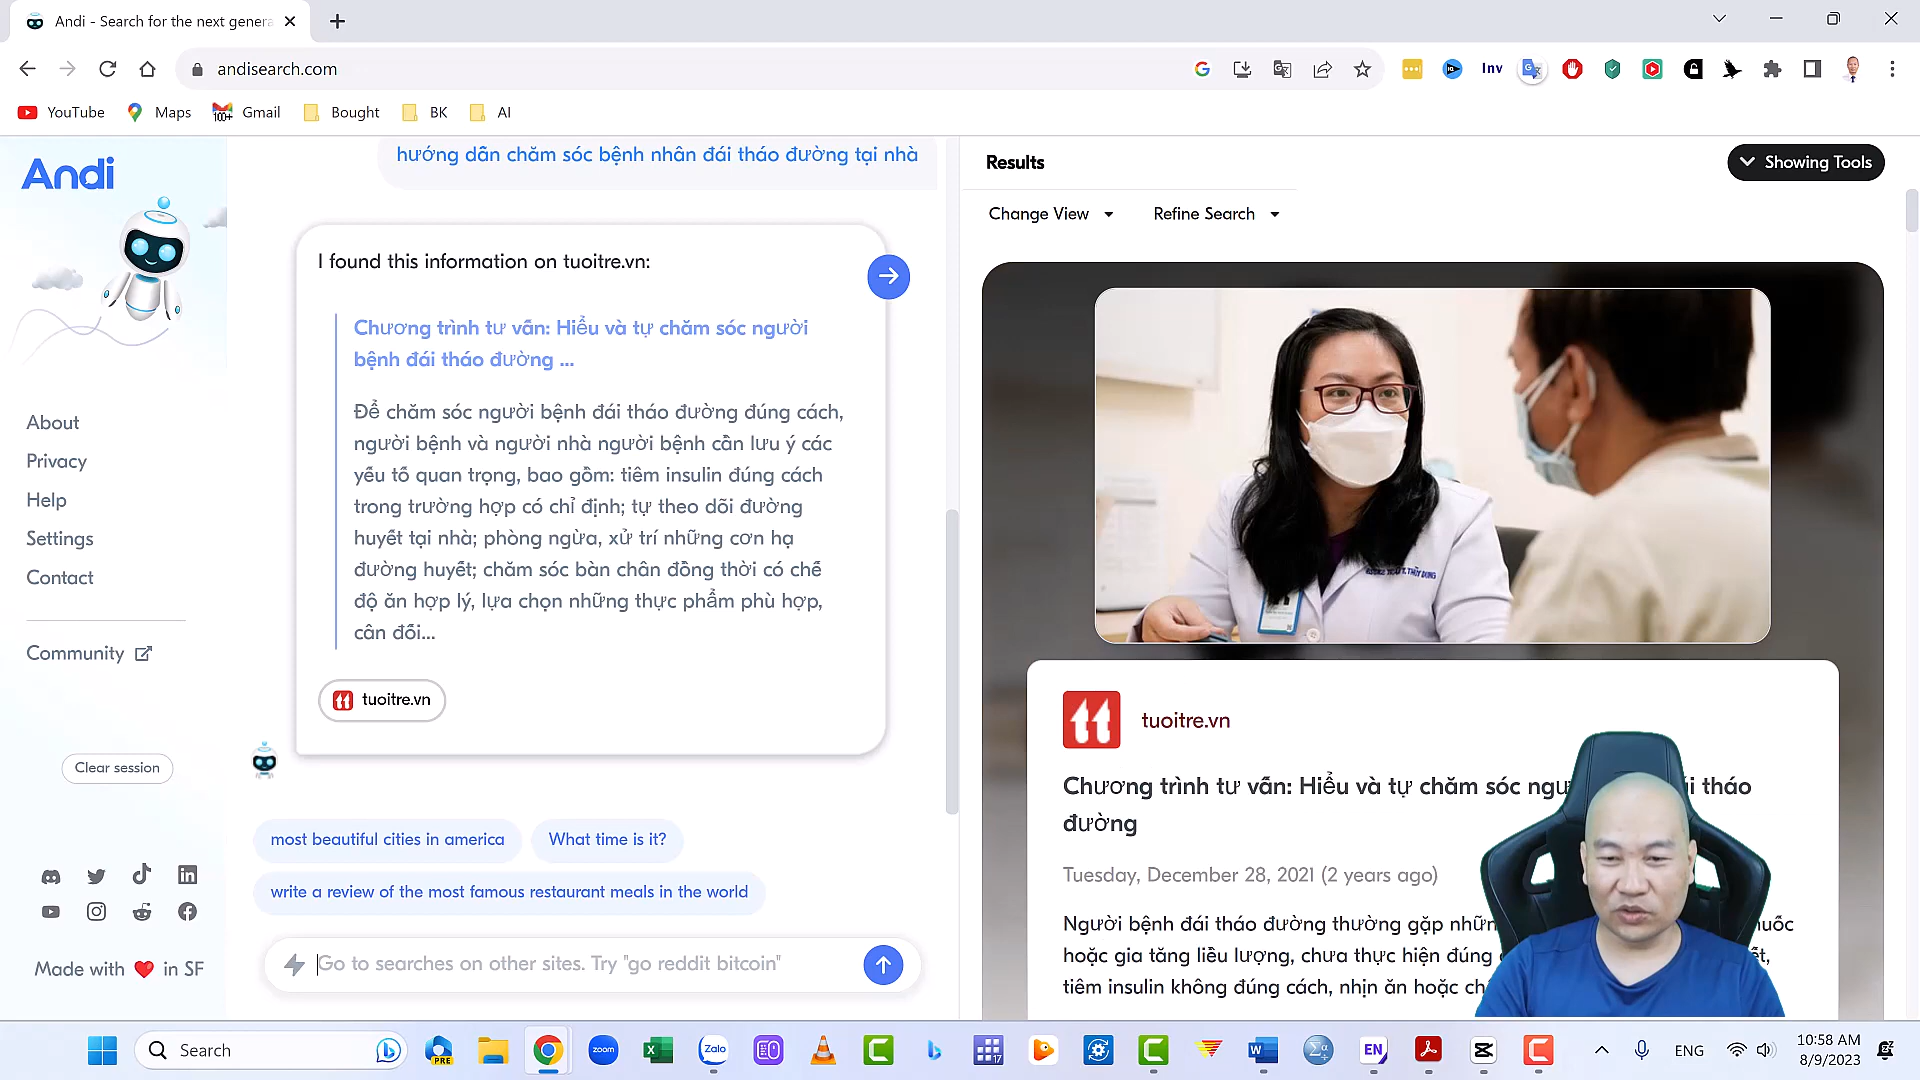 Andi - Search for the next genera
andisearch.com
Inv
YouTube
Maps
100+
Gmail
Bought
BK
AI
Andi
About
Privacy
Help
Settings
Contact
Community
Clear session
Made with ❤️ in SF
hướng dẫn chăm sóc bệnh nhân đái tháo đường tại nhà
I found this information on tuoitre.vn:
Chương trình tư vấn: Hiểu và tự chăm sóc người
bệnh đái tháo đường ...
Để chăm sóc người bệnh đái tháo đường đúng cách,
người bệnh và người nhà người bệnh cần lưu ý các
yếu tố quan trọng, bao gồm: tiêm insulin đúng cách
trong trường hợp có chỉ định; tự theo dõi đường
huyết tại nhà; phòng ngừa, xử trí những cơn hạ
đường huyết; chăm sóc bàn chân đồng thời có chế
độ ăn hợp lý, lựa chọn những thực phẩm phù hợp,
cân đối...
tuoitre.vn
most beautiful cities in america
What time is it?
write a review of the most famous restaurant meals in the world
Go to searches on other sites. Try "go reddit bitcoin"
Results
Showing Tools
Change View
Refine Search
tuoitre.vn
Chương trình tư vấn: Hiểu và tự chăm sóc ngư ái tháo
đường
Tuesday, December 28, 2021 (2 years ago)
Người bệnh đái tháo đường thường gặp nhữn uốc
hoặc gia tăng liều lượng, chưa thực hiện đúng ết,
tiêm insulin không đúng cách, nhịn ăn hoặc ch
Search
PRE
zoom
Zalo
17
EN
ENG
10:58 AM
8/9/2023